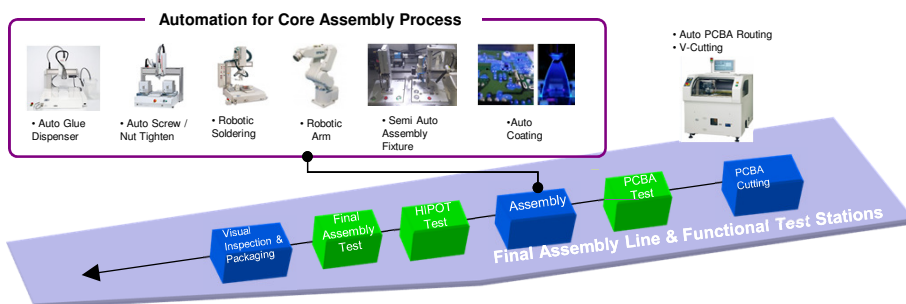 Automation for Core Assembly Process
• Auto Glue
Dispenser
• Auto Screw /
Nut Tighten
• Robotic
Soldering
• Robotic
Arm
• Semi Auto
Assembly
Fixture
• Auto
Coating
• Auto PCBA Routing
• V-Cutting
Visual
Inspection &
Packaging
Final
Assembly
Test
HIPOT
Test
Assembly
PCBA
Test
PCBA
Cutting
Final Assembly Line & Functional Test Stations